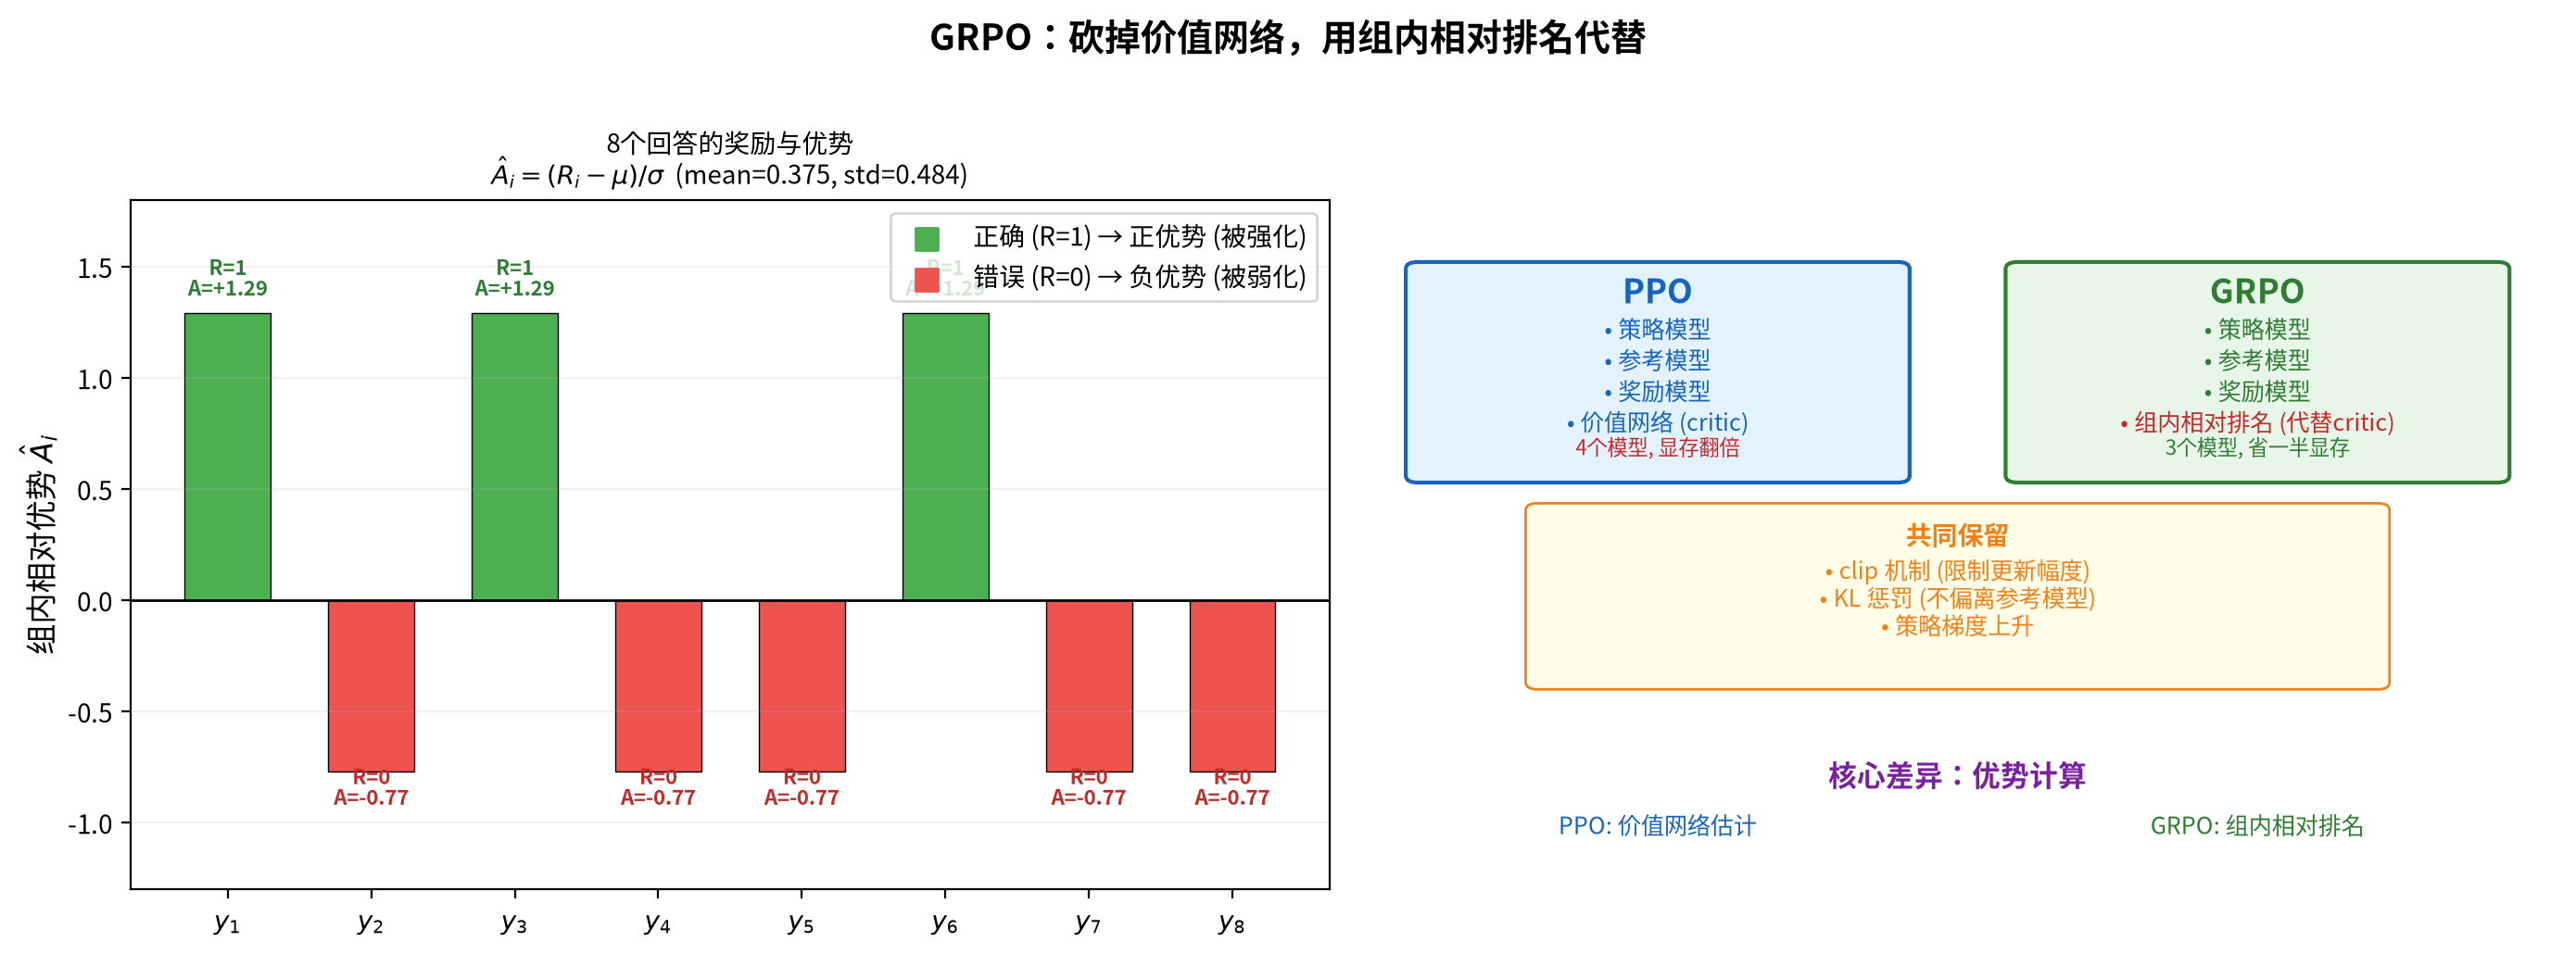 GRPO：砍掉价值网络，用组内相对排名代替
8个回答的奖励与优势
Â_i = (R_i − μ)/σ (mean=0.375, std=0.484)
组内相对优势 Â_i
1.5
1.0
0.5
0.0
-0.5
-1.0
正确 (R=1) → 正优势 (被强化)
错误 (R=0) → 负优势 (被弱化)
R=1
A=+1.29
R=1
A=+1.29
R=1
A=+1.29
R=0
A=-0.77
R=0
A=-0.77
R=0
A=-0.77
R=0
A=-0.77
R=0
A=-0.77
y₁
y₂
y₃
y₄
y₅
y₆
y₇
y₈
PPO
• 策略模型
• 参考模型
• 奖励模型
• 价值网络 (critic)
4个模型, 显存翻倍
GRPO
• 策略模型
• 参考模型
• 奖励模型
• 组内相对排名 (代替critic)
3个模型, 省一半显存
共同保留
• clip 机制 (限制更新幅度)
• KL 惩罚 (不偏离参考模型)
• 策略梯度上升
核心差异：优势计算
PPO: 价值网络估计
GRPO: 组内相对排名